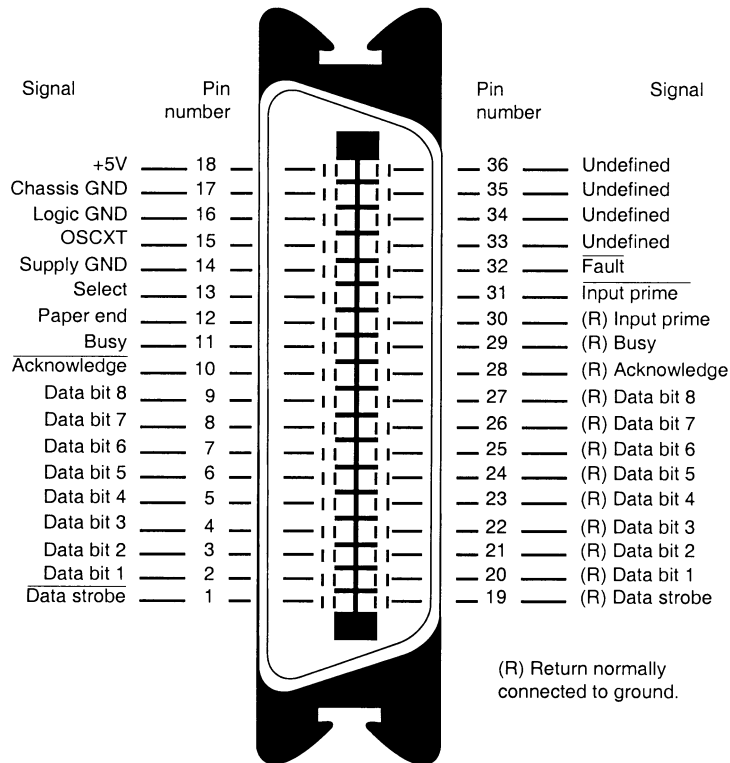 Signal Pin number Pin number Signal
+5V 18 36 Undefined
Chassis GND 17 35 Undefined
Logic GND 16 34 Undefined
OSCXT 15 33 Undefined
Supply GND 14 32 Fault
Select 13 31 Input prime
Paper end 12 30 (R) Input prime
Busy 11 29 (R) Busy
Acknowledge 10 28 (R) Acknowledge
Data bit 8 9 27 (R) Data bit 8
Data bit 7 8 26 (R) Data bit 7
Data bit 6 7 25 (R) Data bit 6
Data bit 5 6 24 (R) Data bit 5
Data bit 4 5 23 (R) Data bit 4
Data bit 3 4 22 (R) Data bit 3
Data bit 2 3 21 (R) Data bit 2
Data bit 1 2 20 (R) Data bit 1
Data strobe 1 19 (R) Data strobe
(R) Return normally
connected to ground.